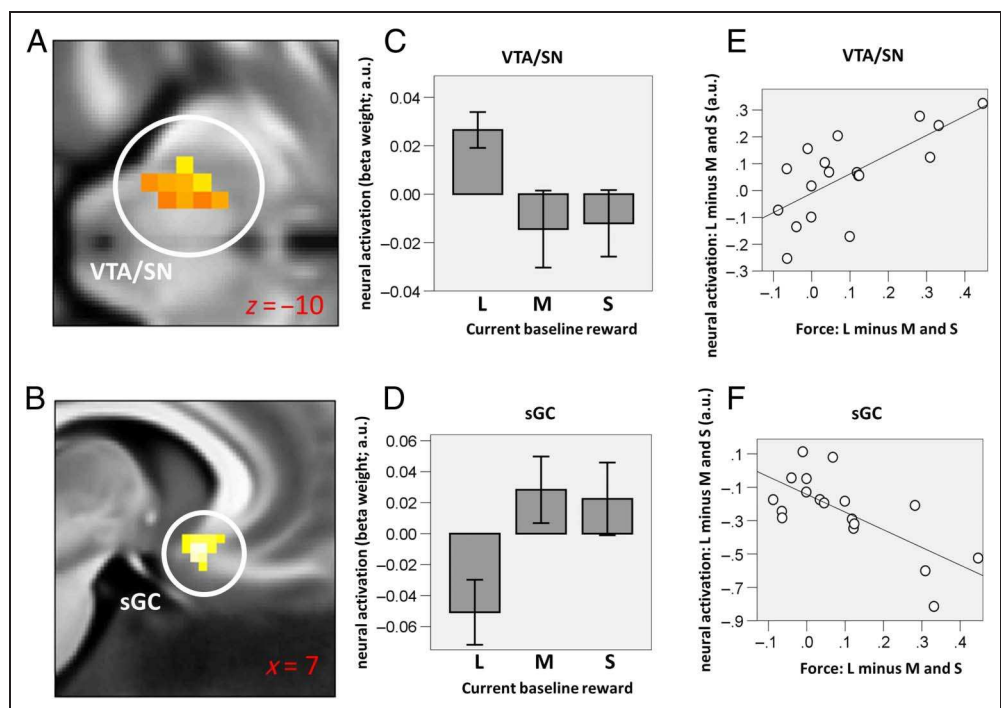 A
VTA/SN
z = –10
B
sGC
x = 7
C
VTA/SN
neural activation (beta weight; a.u.)
0.04
0.02
0.00
–0.02
–0.04
L M S
Current baseline reward
D
sGC
neural activation (beta weight; a.u.)
0.06
0.04
0.02
0.00
–0.02
–0.04
–0.06
L M S
Current baseline reward
E
VTA/SN
neural activation: L minus M and S (a.u.)
.3
.2
.1
.0
–.1
–.2
–.3
–.1 .0 .1 .2 .3 .4
Force: L minus M and S
F
sGC
neural activation: L minus M and S (a.u.)
.1
–.1
–.3
–.5
–.7
–.9
–.1 .0 .1 .2 .3 .4
Force: L minus M and S